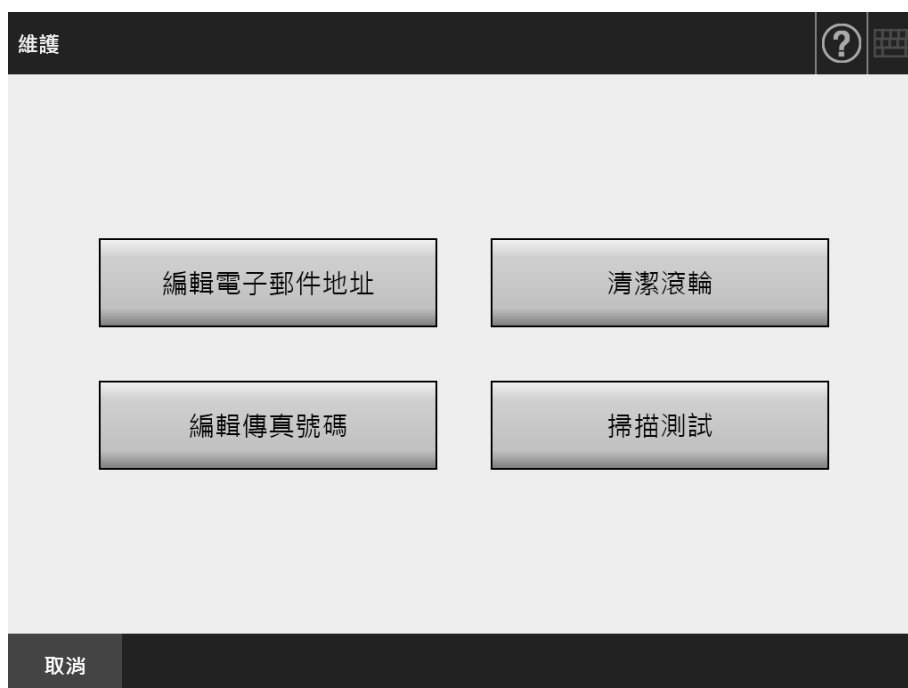 維護
編輯電子郵件地址
清潔滾輪
編輯傳真號碼
掃描測試
取消